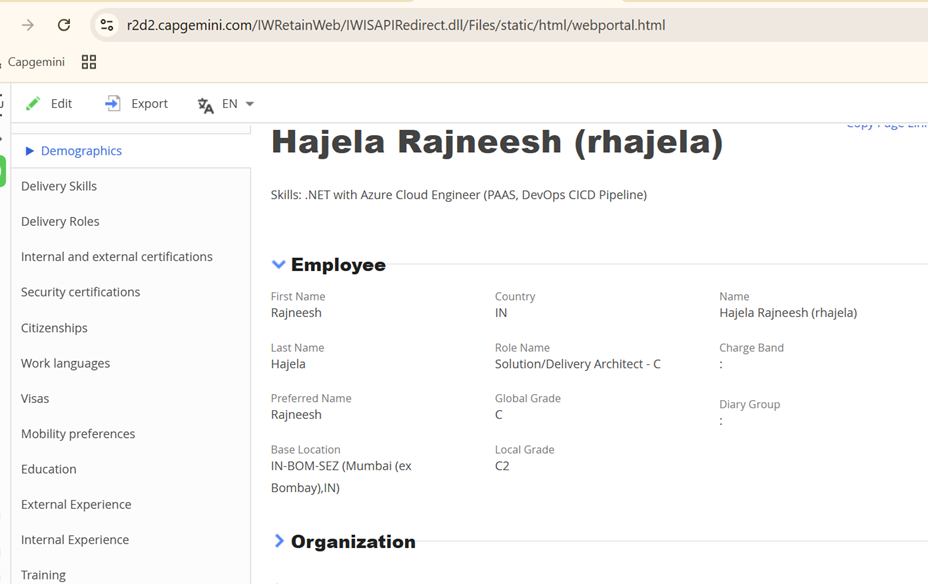 r2d2.capgemini.com/IWRetainWeb/IWISAPIRedirect.dll/Files/static/html/webportal.html
Capgemini
Edit Export EN
Copy Page Link
Demographics
Delivery Skills
Delivery Roles
Internal and external certifications
Security certifications
Citizenships
Work languages
Visas
Mobility preferences
Education
External Experience
Internal Experience
Training
Hajela Rajneesh (rhajela)
Skills: .NET with Azure Cloud Engineer (PAAS, DevOps CICD Pipeline)
Employee
First Name
Rajneesh
Country
IN
Name
Hajela Rajneesh (rhajela)
Last Name
Hajela
Role Name
Solution/Delivery Architect - C
Charge Band
:
Preferred Name
Rajneesh
Global Grade
C
Diary Group
:
Base Location
IN-BOM-SEZ (Mumbai (ex
Bombay),IN)
Local Grade
C2
Organization